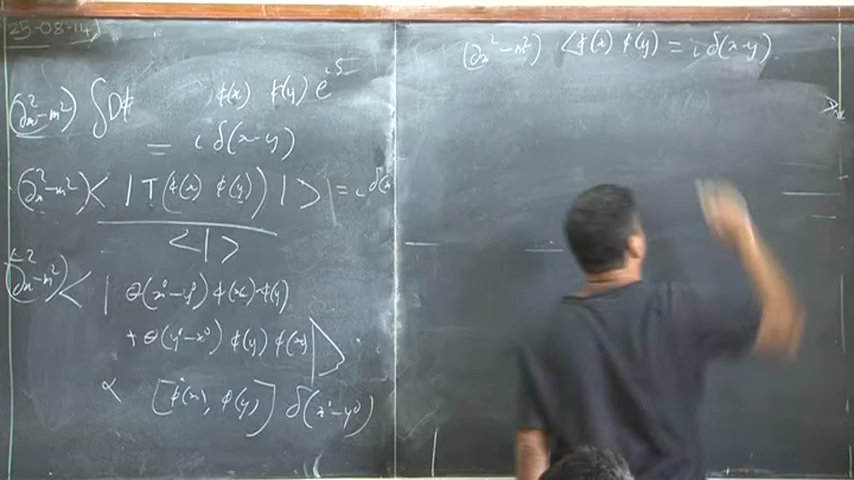 25-08-14
(∂ₓ² - m²) ∫Dϕ ϕ(x) ϕ(y) e^{iS}
= i δ(x-y)
(∂ₓ² - m²) < | T(ϕ(x) ϕ(y)) | > = i δ(x
< | >
(∂ₓ² - m²) < | θ(x⁰-y⁰) ϕ(x) ϕ(y)
+ θ(y⁰-x⁰) ϕ(y) ϕ(x) | >
∝ [ϕ̇(x), ϕ(y)] δ(x⁰-y⁰)
(∂ₓ² - m²) <ϕ(x) ϕ(y)> = i δ(x-y)